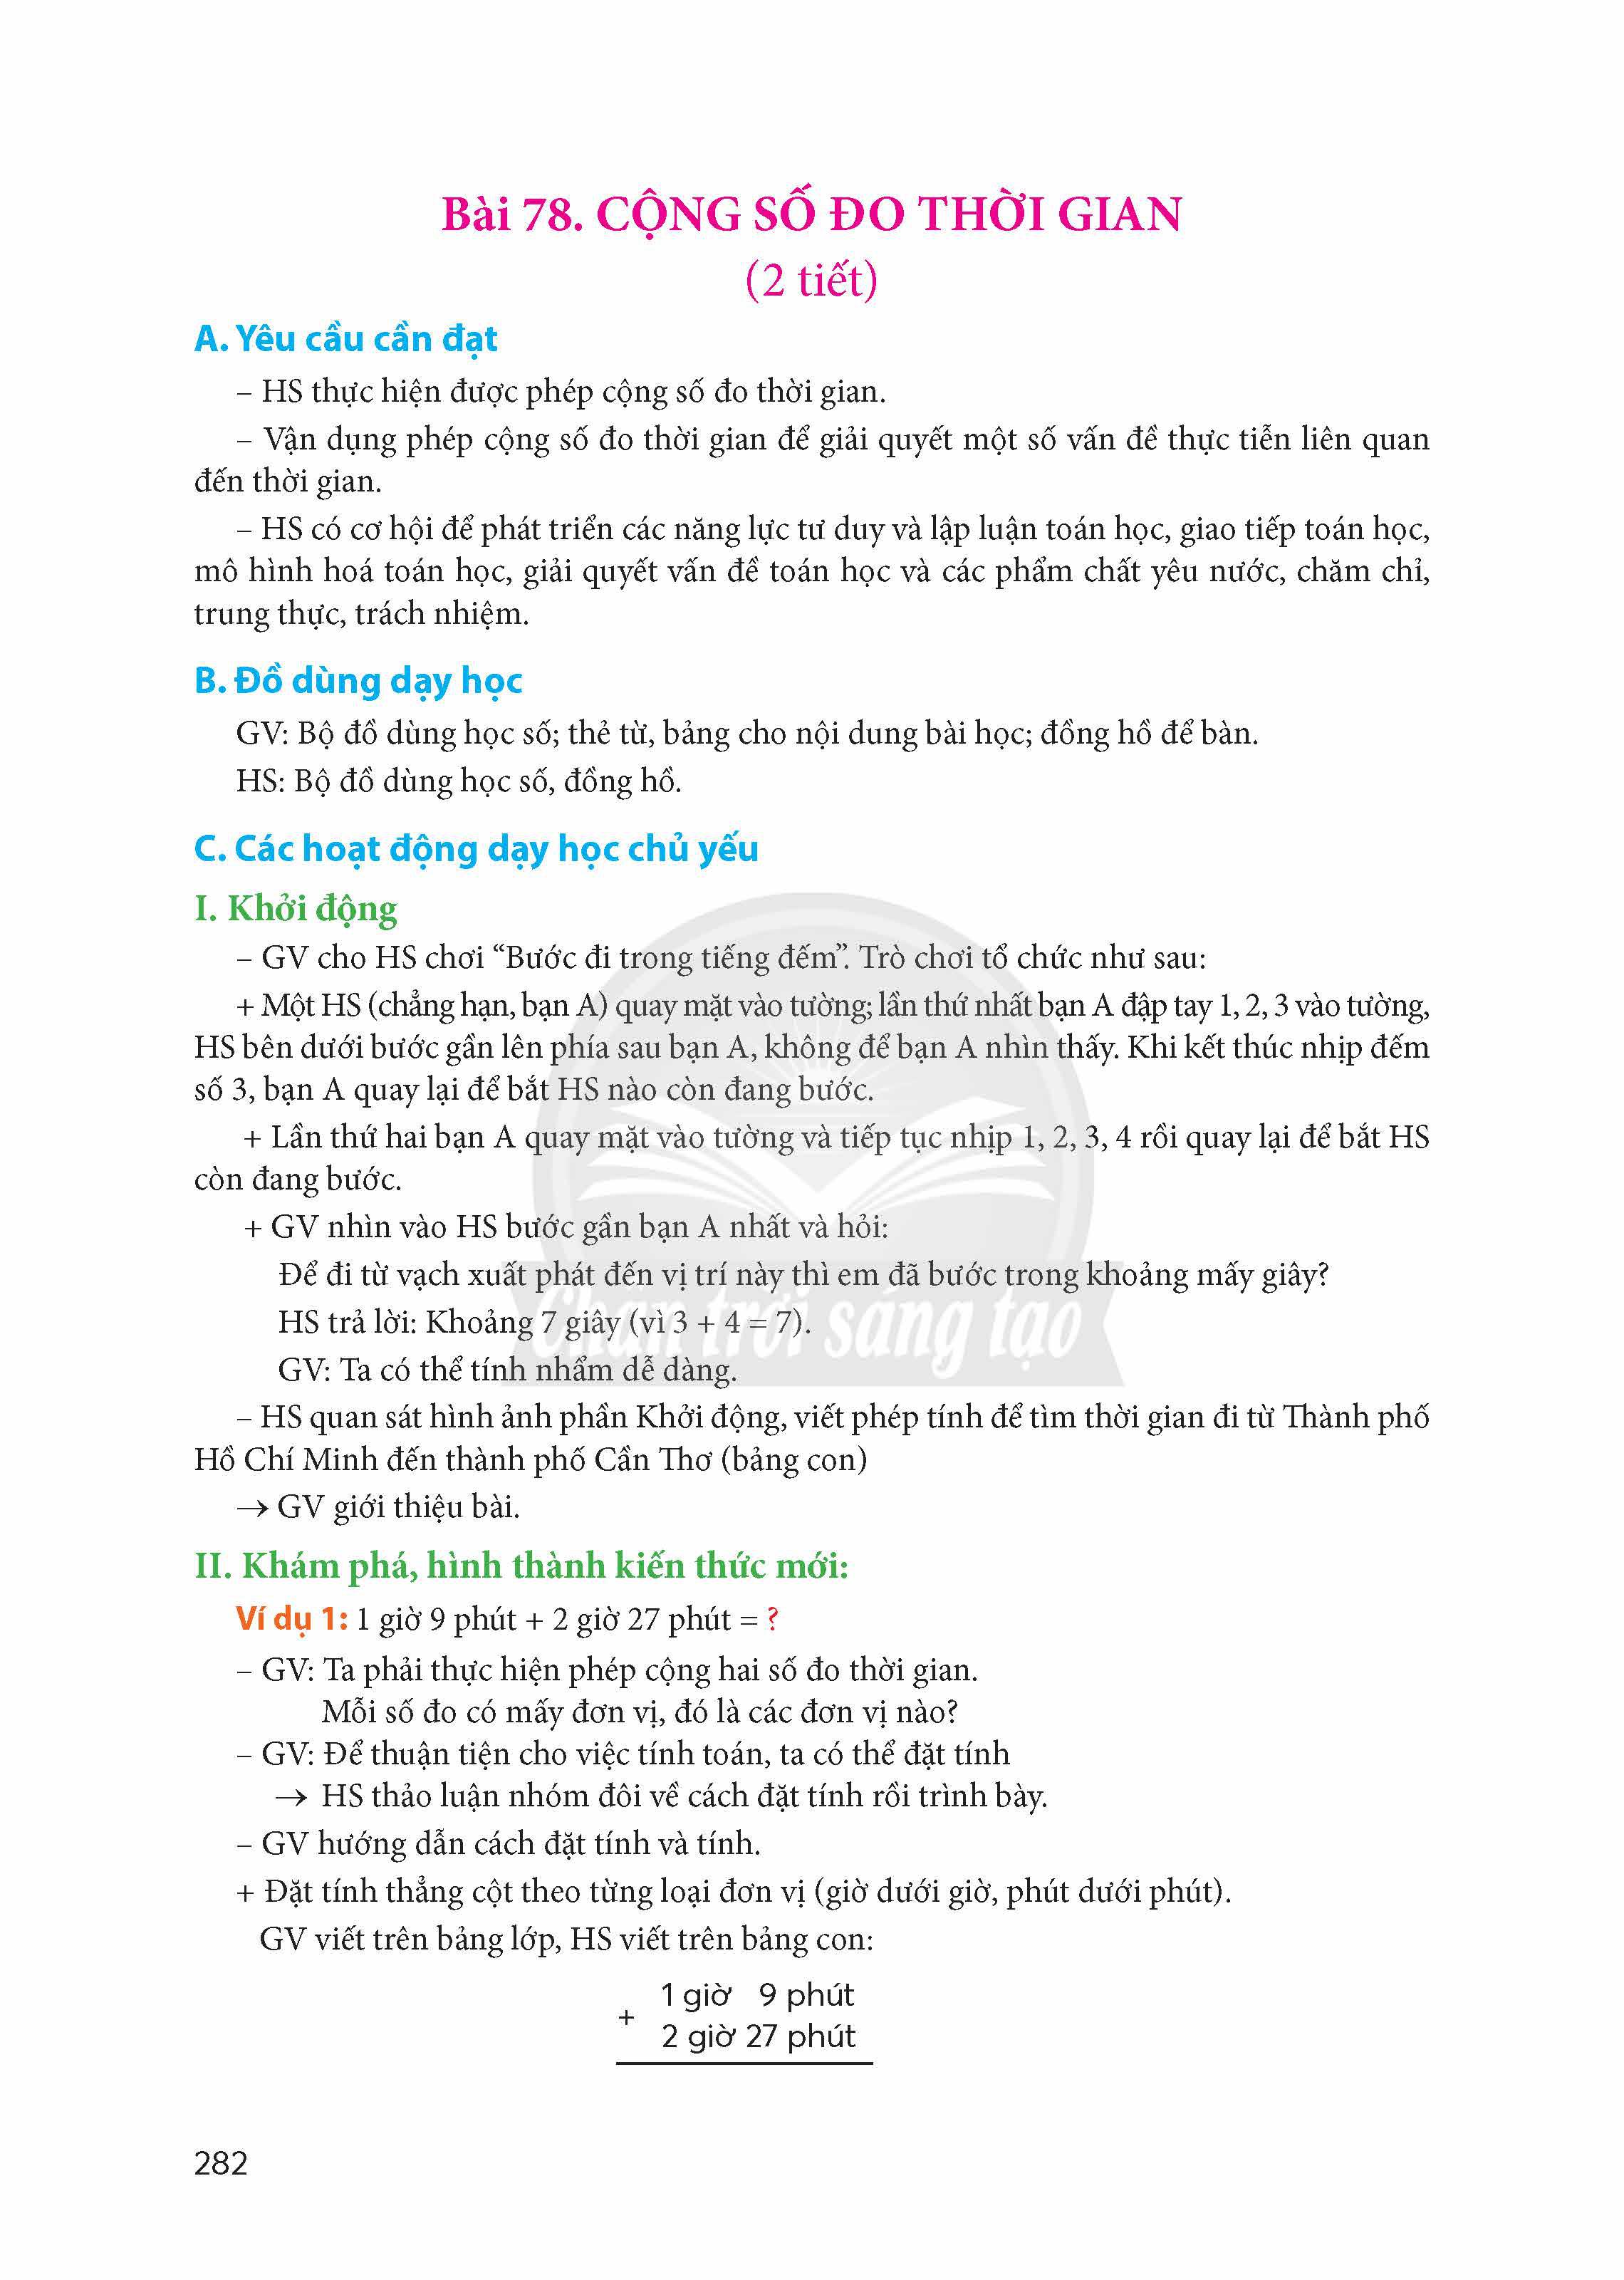 Bài 78. CỘNG SỐ ĐO THỜI GIAN
(2 tiết)
A. Yêu cầu cần đạt
– HS thực hiện được phép cộng số đo thời gian.
– Vận dụng phép cộng số đo thời gian để giải quyết một số vấn đề thực tiễn liên quan
đến thời gian.
– HS có cơ hội để phát triển các năng lực tư duy và lập luận toán học, giao tiếp toán học,
mô hình hoá toán học, giải quyết vấn đề toán học và các phẩm chất yêu nước, chăm chỉ,
trung thực, trách nhiệm.
B. Đồ dùng dạy học
GV: Bộ đồ dùng học số; thẻ từ, bảng cho nội dung bài học; đồng hồ để bàn.
HS: Bộ đồ dùng học số, đồng hồ.
C. Các hoạt động dạy học chủ yếu
I. Khởi động
– GV cho HS chơi “Bước đi trong tiếng đếm”. Trò chơi tổ chức như sau:
+ Một HS (chẳng hạn, bạn A) quay mặt vào tường; lần thứ nhất bạn A đập tay 1, 2, 3 vào tường,
HS bên dưới bước gần lên phía sau bạn A, không để bạn A nhìn thấy. Khi kết thúc nhịp đếm
số 3, bạn A quay lại để bắt HS nào còn đang bước.
+ Lần thứ hai bạn A quay mặt vào tường và tiếp tục nhịp 1, 2, 3, 4 rồi quay lại để bắt HS
còn đang bước.
+ GV nhìn vào HS bước gần bạn A nhất và hỏi:
Để đi từ vạch xuất phát đến vị trí này thì em đã bước trong khoảng mấy giây?
HS trả lời: Khoảng 7 giây (vì 3 + 4 = 7).
Chân trời sáng tạo
GV: Ta có thể tính nhẩm dễ dàng.
– HS quan sát hình ảnh phần Khởi động, viết phép tính để tìm thời gian đi từ Thành phố
Hồ Chí Minh đến thành phố Cần Thơ (bảng con)
→ GV giới thiệu bài.
II. Khám phá, hình thành kiến thức mới:
Ví dụ 1: 1 giờ 9 phút + 2 giờ 27 phút = ?
– GV: Ta phải thực hiện phép cộng hai số đo thời gian.
Mỗi số đo có mấy đơn vị, đó là các đơn vị nào?
– GV: Để thuận tiện cho việc tính toán, ta có thể đặt tính
→ HS thảo luận nhóm đôi về cách đặt tính rồi trình bày.
– GV hướng dẫn cách đặt tính và tính.
+ Đặt tính thẳng cột theo từng loại đơn vị (giờ dưới giờ, phút dưới phút).
GV viết trên bảng lớp, HS viết trên bảng con:
1 giờ 9 phút
+
2 giờ 27 phút
282